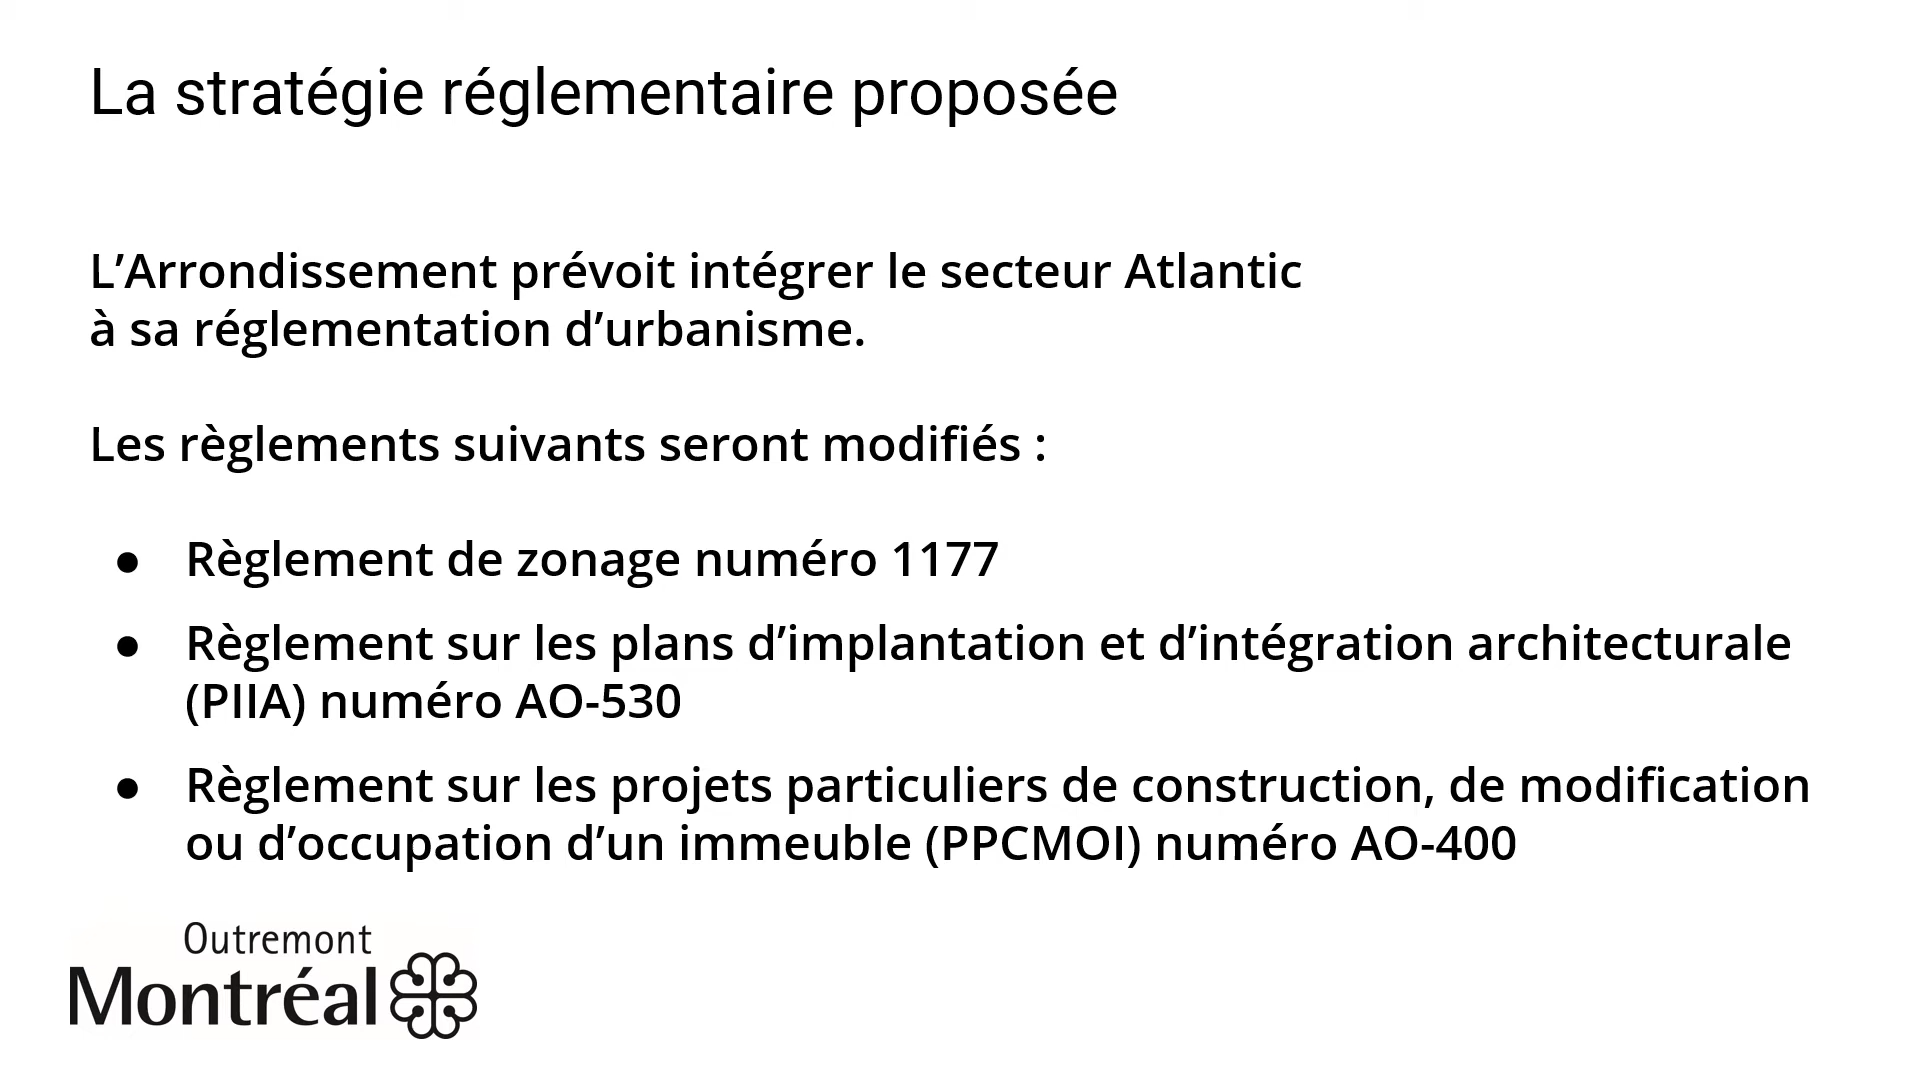 La stratégie réglementaire proposée
L’Arrondissement prévoit intégrer le secteur Atlantic
à sa réglementation d’urbanisme.
Les règlements suivants seront modifiés :
● Règlement de zonage numéro 1177
● Règlement sur les plans d’implantation et d’intégration architecturale
(PIIA) numéro AO-530
● Règlement sur les projets particuliers de construction, de modification
ou d’occupation d’un immeuble (PPCMOI) numéro AO-400
Outremont
Montréal